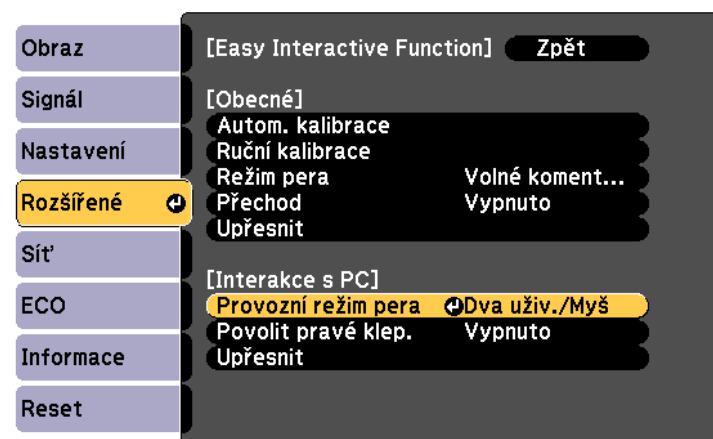 Obraz
Signál
Nastavení
Rozšířené
Síť
ECO
Informace
Reset
[Easy Interactive Function] Zpět
[Obecné]
Autom. kalibrace
Ruční kalibrace
Režim pera Volné koment...
Přechod Vypnuto
Upřesnit
[Interakce s PC]
Provozní režim pera Dva uživ./Myš
Povolit pravé klep. Vypnuto
Upřesnit